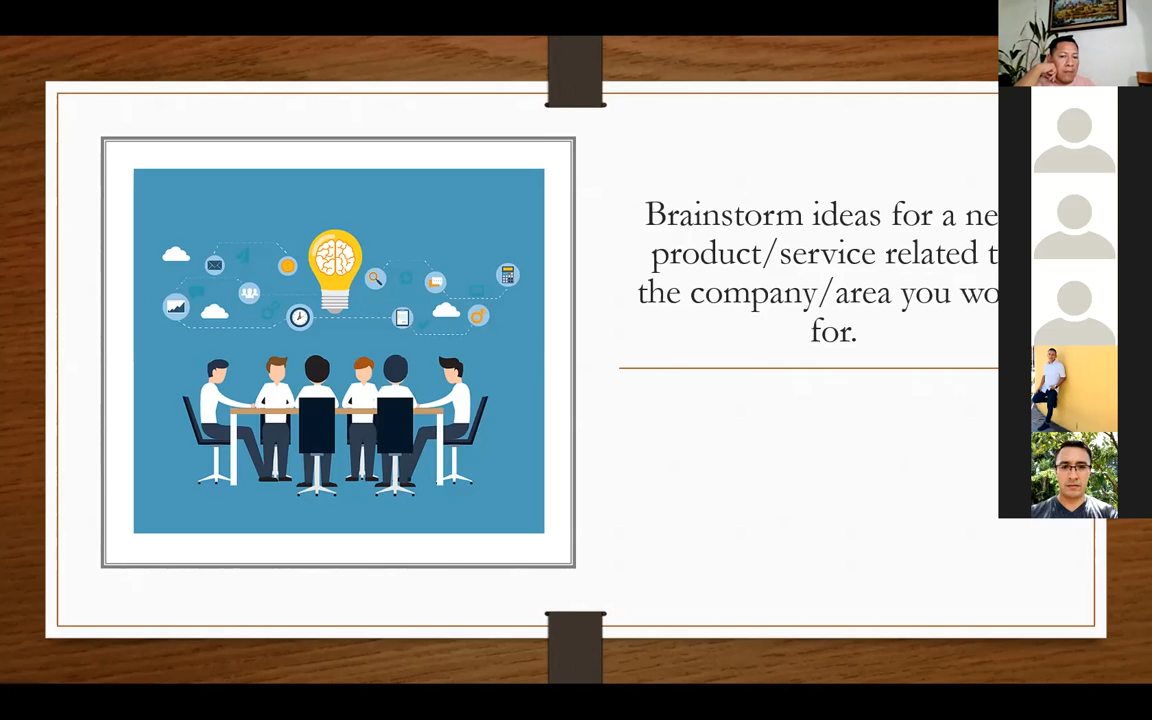 Brainstorm ideas for a ne
product/service related t
the company/area you wo
for.